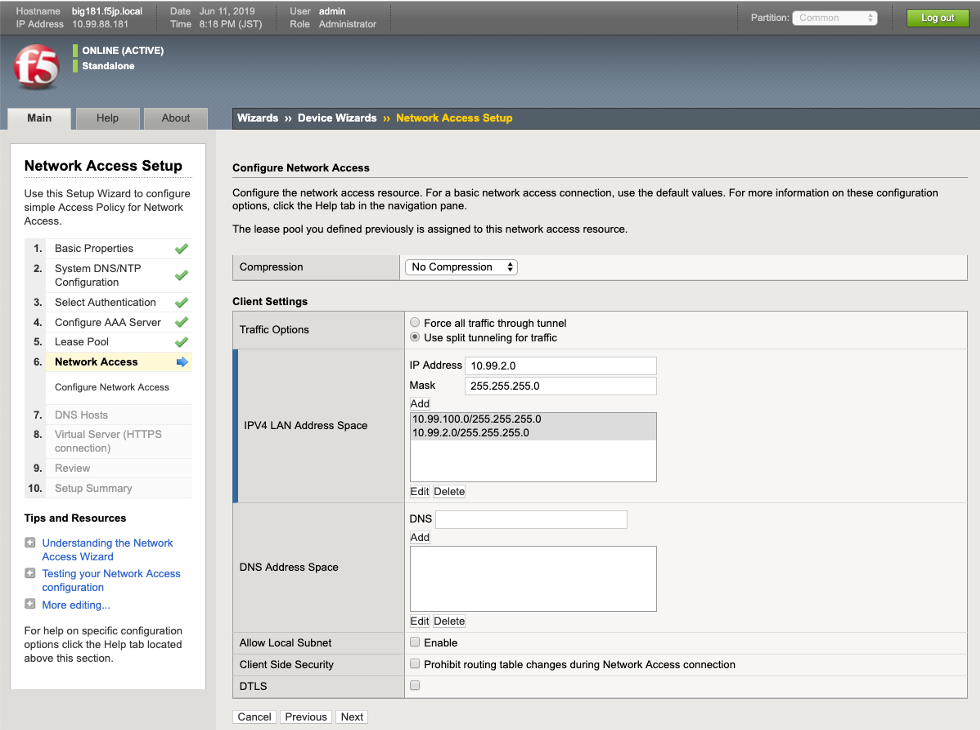 Hostname big181.f5jp.local Date Jun 11, 2019 User admin
IP Address 10.99.88.181 Time 8:18 PM (JST) Role Administrator
Partition: Common Log out
f5
ONLINE (ACTIVE)
Standalone
Main Help About
Wizards ›› Device Wizards ›› Network Access Setup
Network Access Setup
Use this Setup Wizard to configure
simple Access Policy for Network
Access.
1. Basic Properties
2. System DNS/NTP
Configuration
3. Select Authentication
4. Configure AAA Server
5. Lease Pool
6. Network Access
Configure Network Access
7. DNS Hosts
8. Virtual Server (HTTPS
connection)
9. Review
10. Setup Summary
Tips and Resources
Understanding the Network
Access Wizard
Testing your Network Access
configuration
More editing...
For help on specific configuration
options click the Help tab located
above this section.
Configure Network Access
Configure the network access resource. For a basic network access connection, use the default values. For more information on these configuration
options, click the Help tab in the navigation pane.
The lease pool you defined previously is assigned to this network access resource.
Compression No Compression
Client Settings
Traffic Options
Force all traffic through tunnel
Use split tunneling for traffic
IPV4 LAN Address Space
IP Address 10.99.2.0
Mask 255.255.255.0
Add
10.99.100.0/255.255.255.0
10.99.2.0/255.255.255.0
Edit Delete
DNS Address Space
DNS
Add
Edit Delete
Allow Local Subnet Enable
Client Side Security Prohibit routing table changes during Network Access connection
DTLS
Cancel Previous Next